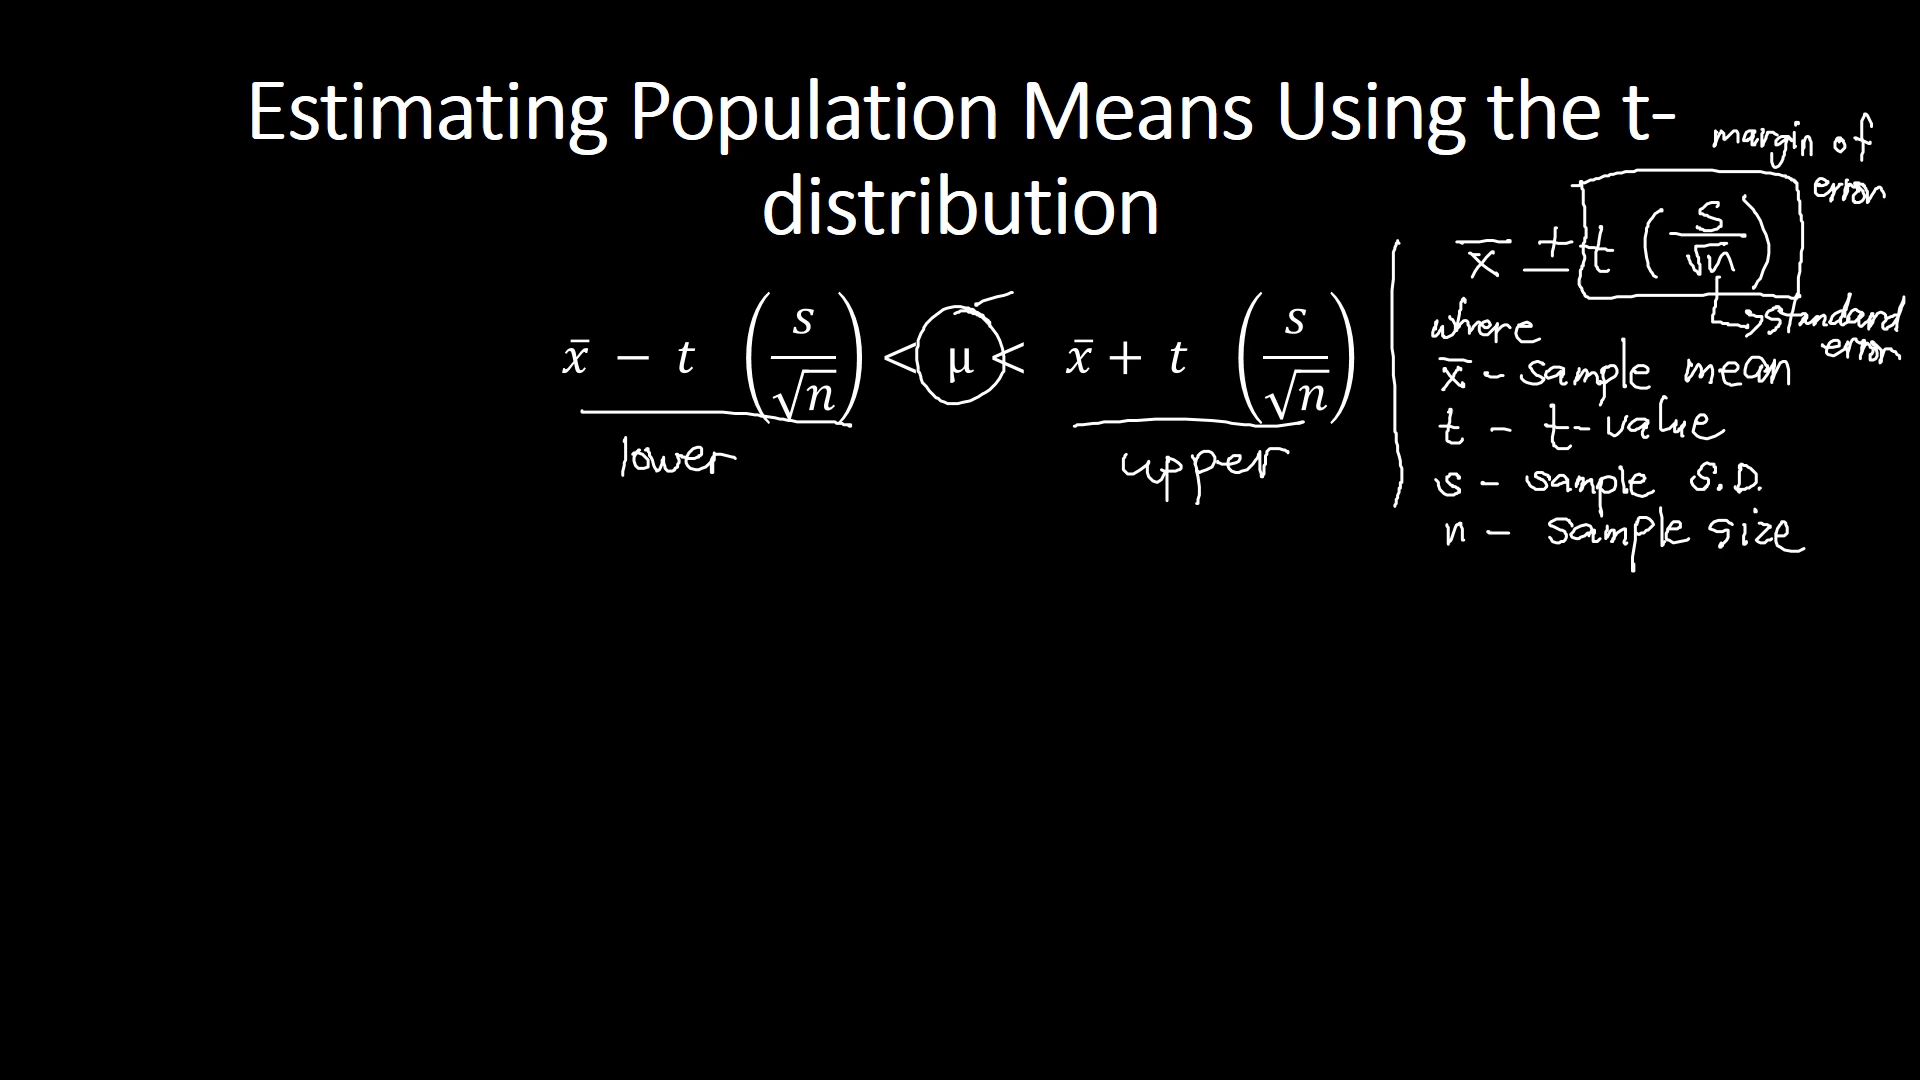 Estimating Population Means Using the t-
distribution
x̄ − t (s/√n) < μ < x̄ + t (s/√n)
lower
upper
margin of
error
x̄ ± t (s/√n)
standard
error
where
x̄ - sample mean
t - t-value
s - sample S.D.
n - sample size